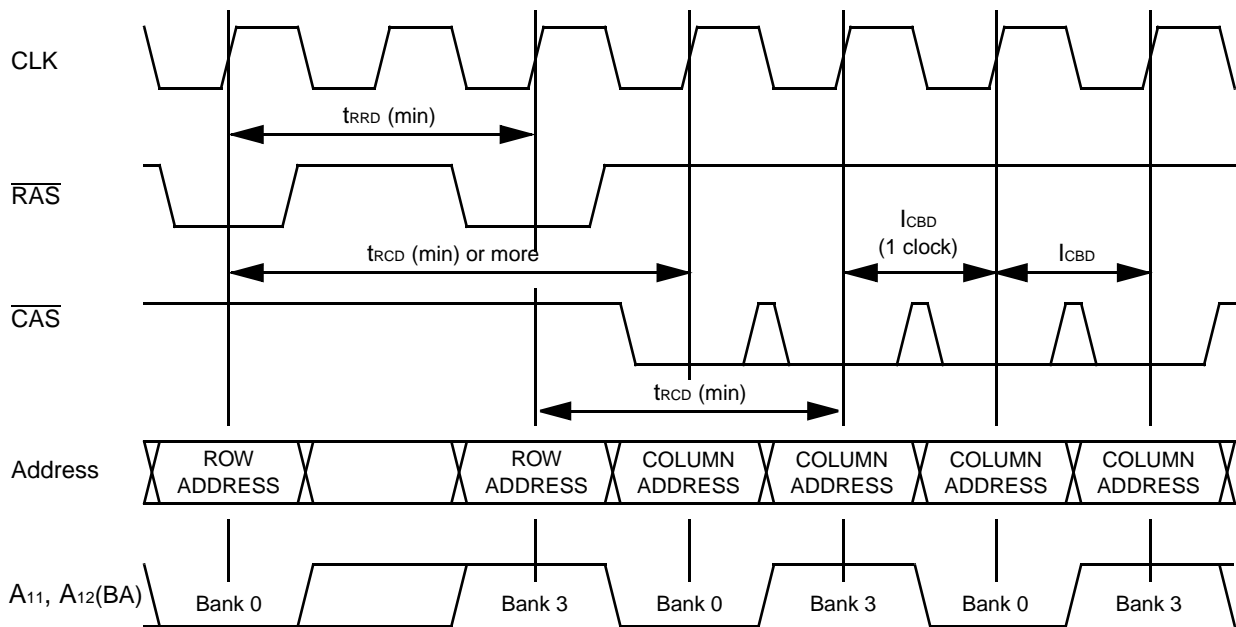 CLK
tRRD (min)
RAS
ICBD
(1 clock)
tRCD (min) or more
ICBD
CAS
tRCD (min)
Address
ROW
ADDRESS
ROW
ADDRESS
COLUMN
ADDRESS
COLUMN
ADDRESS
COLUMN
ADDRESS
COLUMN
ADDRESS
A11, A12(BA)
Bank 0
Bank 3
Bank 0
Bank 3
Bank 0
Bank 3